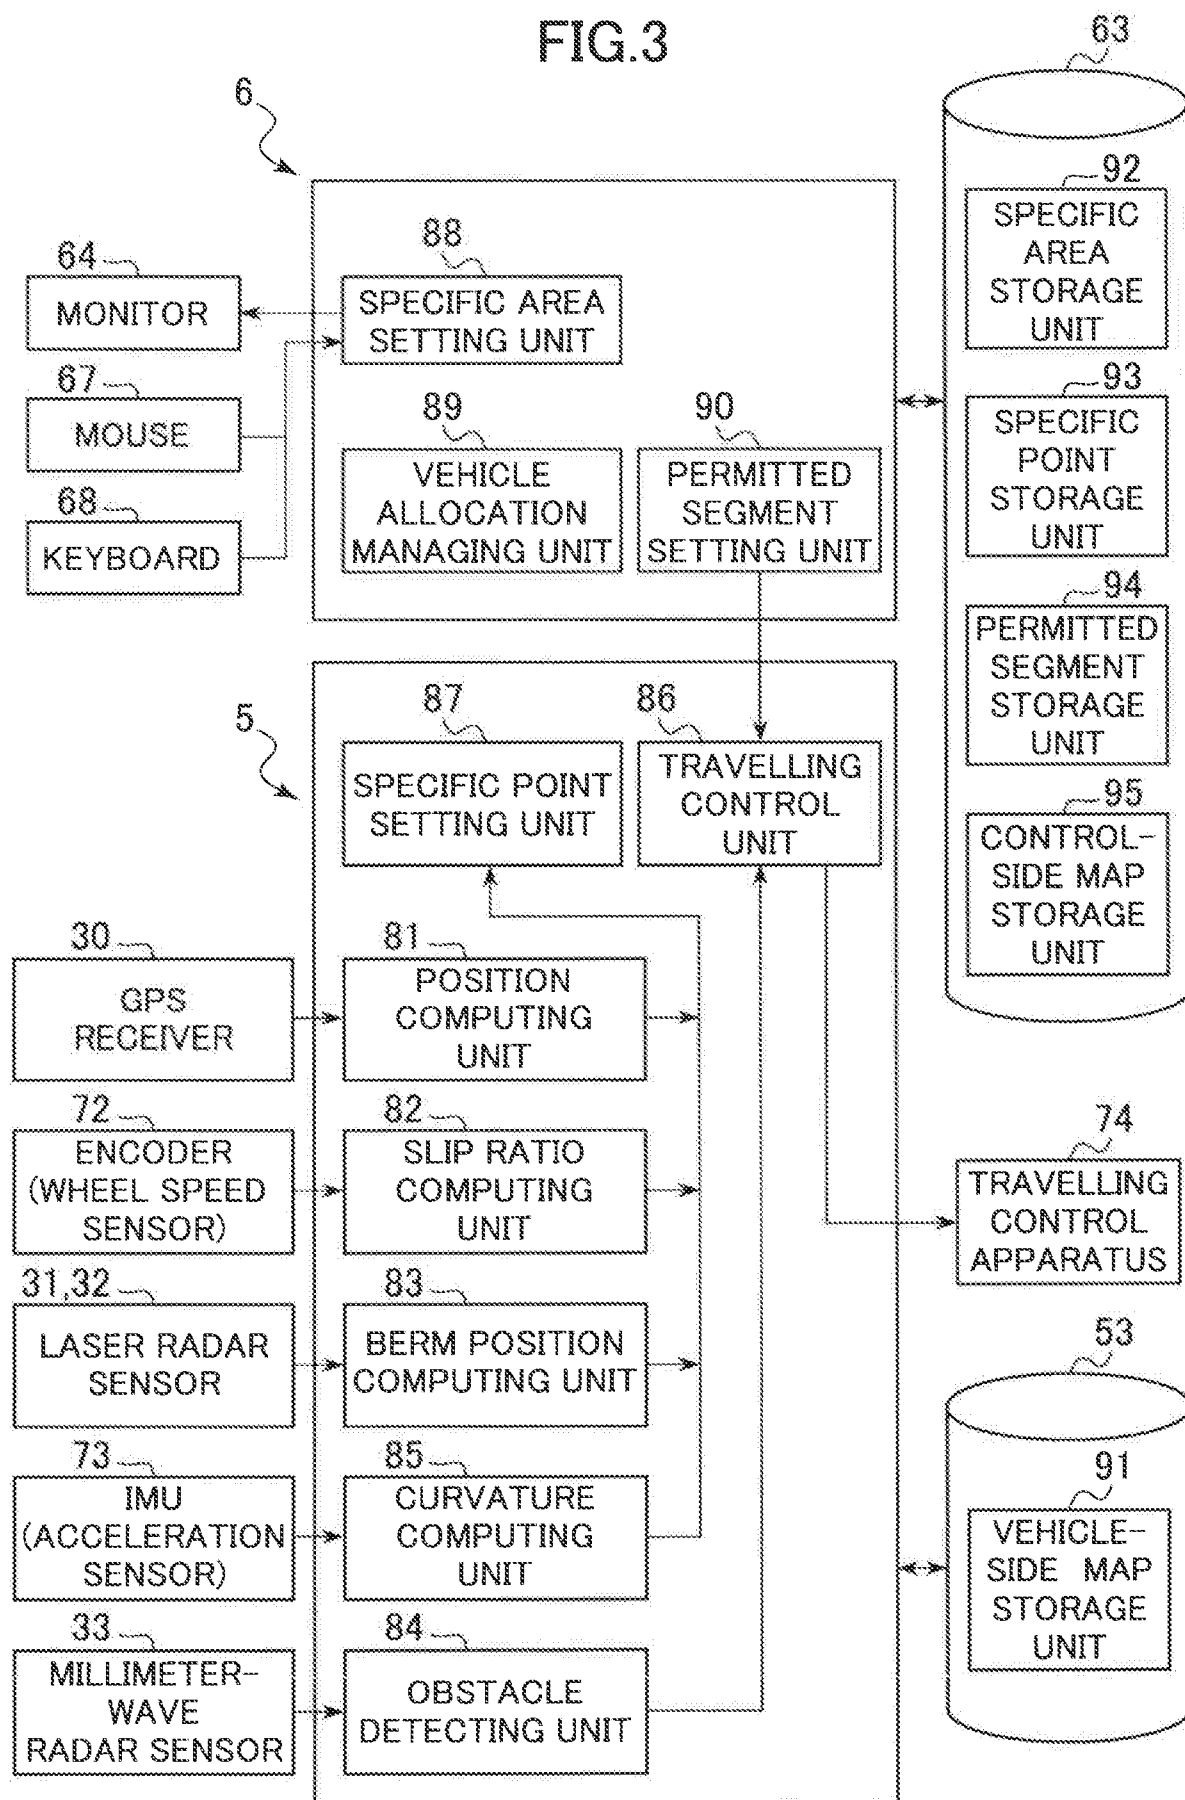 FIG.3
63
6
92
SPECIFIC
AREA
STORAGE
UNIT
88
SPECIFIC AREA
SETTING UNIT
64
MONITOR
67
MOUSE
68
KEYBOARD
89
VEHICLE
ALLOCATION
MANAGING UNIT
90
PERMITTED
SEGMENT
SETTING UNIT
93
SPECIFIC
POINT
STORAGE
UNIT
94
PERMITTED
SEGMENT
STORAGE
UNIT
95
CONTROL-
SIDE MAP
STORAGE
UNIT
5
87
SPECIFIC POINT
SETTING UNIT
86
TRAVELLING
CONTROL
UNIT
30
GPS
RECEIVER
81
POSITION
COMPUTING
UNIT
72
ENCODER
(WHEEL SPEED
SENSOR)
82
SLIP RATIO
COMPUTING
UNIT
74
TRAVELLING
CONTROL
APPARATUS
31,32
LASER RADAR
SENSOR
83
BERM POSITION
COMPUTING UNIT
53
73
IMU
(ACCELERATION
SENSOR)
85
CURVATURE
COMPUTING
UNIT
91
VEHICLE-
SIDE MAP
STORAGE
UNIT
33
MILLIMETER-
WAVE
RADAR SENSOR
84
OBSTACLE
DETECTING UNIT